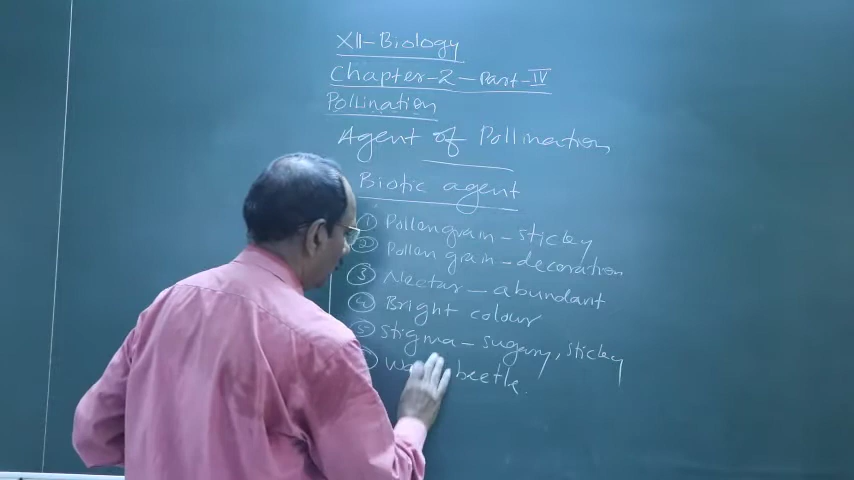 XII-Biology
Chapter-2-Part-IV
Pollination
Agent of Pollination
Biotic agent
① Pollengrain - sticky
② Pollen grain - decoration
③ Nectar - abundant
④ Bright colour
⑤ Stigma - sugary, sticky
beetle.